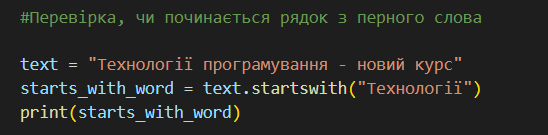 #Перевірка, чи починається рядок з перного слова
text = "Технології програмування - новий курс"
starts_with_word = text.startswith("Технології")
print(starts_with_word)